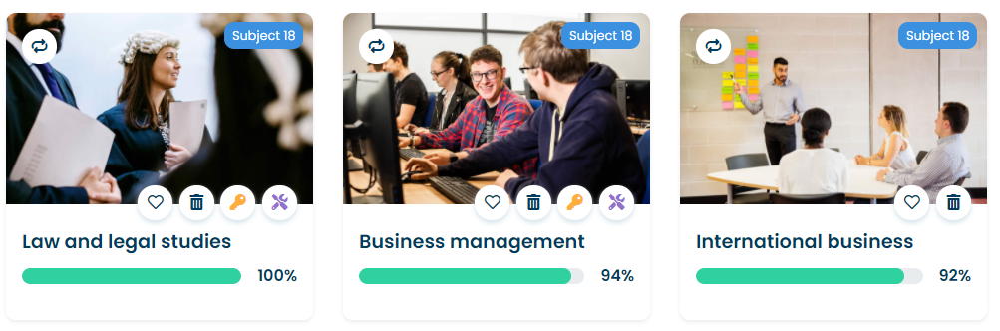 Subject 18
Subject 18
Subject 18
Law and legal studies
Business management
International business
100%
94%
92%